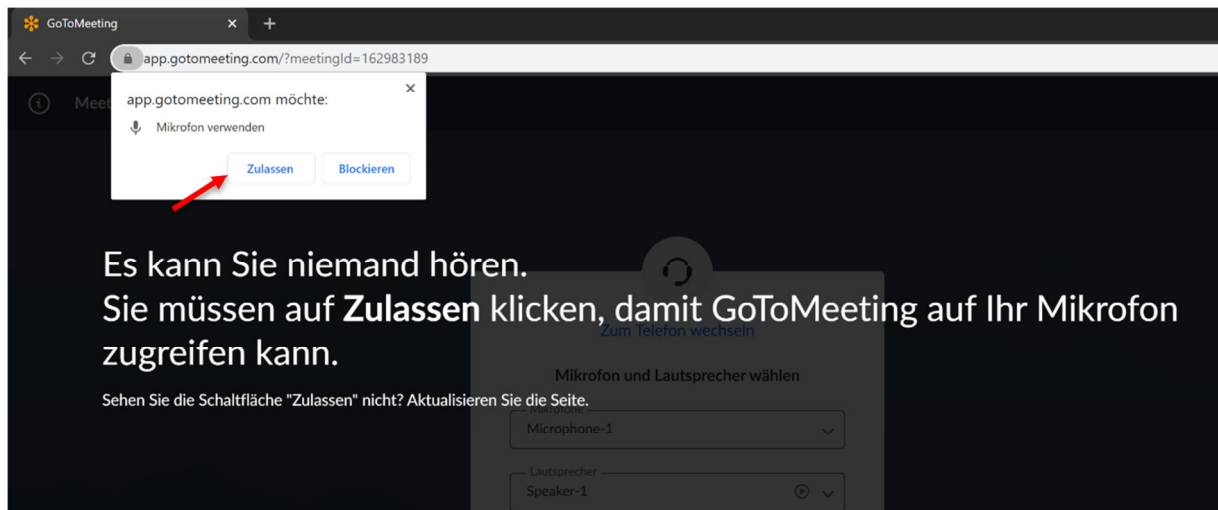 GoToMeeting
app.gotomeeting.com/?meetingId=162983189
Meet
app.gotomeeting.com möchte:
Mikrofon verwenden
Zulassen Blockieren
Es kann Sie niemand hören.
Sie müssen auf Zulassen klicken, damit GoToMeeting auf Ihr Mikrofon
zugreifen kann.
Sehen Sie die Schaltfläche "Zulassen" nicht? Aktualisieren Sie die Seite.
Zum Telefon wechseln
Mikrofon und Lautsprecher wählen
Mikrofone
Microphone-1
Lautsprecher
Speaker-1